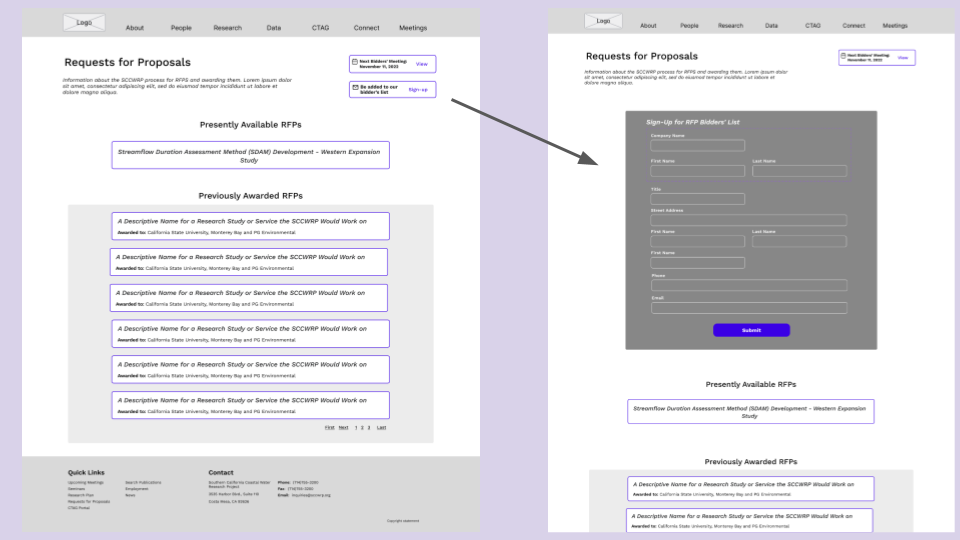 Logo
About People Research Data CTAG Connect Meetings
Requests for Proposals
Information about the SCCWRP process for RFPS and awarding them. Lorem ipsum dolor
sit amet, consectetur adipiscing elit, sed do eiusmod tempor incididunt ut labore et
dolore magna aliqua.
Next Bidders' Meeting:
November 11, 2022
View
Be added to our
bidder's list
Sign-up
Presently Available RFPs
Streamflow Duration Assessment Method (SDAM) Development - Western Expansion
Study
Previously Awarded RFPs
A Descriptive Name for a Research Study or Service the SCCWRP Would Work on
Awarded to: California State University, Monterey Bay and PG Environmental
A Descriptive Name for a Research Study or Service the SCCWRP Would Work on
Awarded to: California State University, Monterey Bay and PG Environmental
A Descriptive Name for a Research Study or Service the SCCWRP Would Work on
Awarded to: California State University, Monterey Bay and PG Environmental
A Descriptive Name for a Research Study or Service the SCCWRP Would Work on
Awarded to: California State University, Monterey Bay and PG Environmental
A Descriptive Name for a Research Study or Service the SCCWRP Would Work on
Awarded to: California State University, Monterey Bay and PG Environmental
A Descriptive Name for a Research Study or Service the SCCWRP Would Work on
Awarded to: California State University, Monterey Bay and PG Environmental
First Next 1 2 3 Last
Quick Links
Upcoming Meetings
Seminars
Research Plan
Requests for Proposals
CTAG Portal
Search Publications
Employment
News
Contact
Southern California Coastal Water
Research Project
3535 Harbor Blvd., Suite 110
Costa Mesa, CA 92626
Phone: (714)755-3200
Fax: (714)755-3250
Email: inquiries@sccwrp.org
Copyright statement
Logo
About People Research Data CTAG Connect Meetings
Requests for Proposals
Information about the SCCWRP process for RFPS and awarding them. Lorem ipsum dolor
sit amet, consectetur adipiscing elit, sed do eiusmod tempor incididunt ut labore et
dolore magna aliqua.
Next Bidders' Meeting:
November 11, 2022
View
Sign-Up for RFP Bidders' List
Company Name
First Name Last Name
Title
Street Address
First Name Last Name
First Name
Phone
Email
Submit
Presently Available RFPs
Streamflow Duration Assessment Method (SDAM) Development - Western Expansion
Study
Previously Awarded RFPs
A Descriptive Name for a Research Study or Service the SCCWRP Would Work on
Awarded to: California State University, Monterey Bay and PG Environmental
A Descriptive Name for a Research Study or Service the SCCWRP Would Work on
Awarded to: California State University, Monterey Bay and PG Environmental